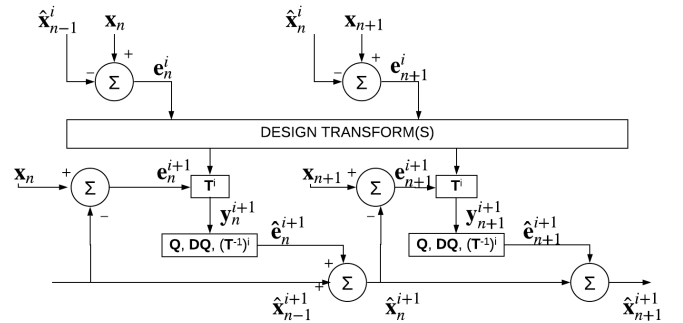 x̂ⁱₙ₋₁ xₙ x̂ⁱₙ xₙ₊₁
+ +
− Σ eⁱₙ − Σ eⁱₙ₊₁
DESIGN TRANSFORM(S)
xₙ + Σ eⁱ⁺¹ₙ Tⁱ xₙ₊₁ + Σ eⁱ⁺¹ₙ₊₁ Tⁱ
− yⁱ⁺¹ₙ − yⁱ⁺¹ₙ₊₁
Q, DQ, (T⁻¹)ⁱ êⁱ⁺¹ₙ Q, DQ, (T⁻¹)ⁱ êⁱ⁺¹ₙ₊₁
+
+ Σ Σ
x̂ⁱ⁺¹ₙ₋₁ x̂ⁱ⁺¹ₙ x̂ⁱ⁺¹ₙ₊₁